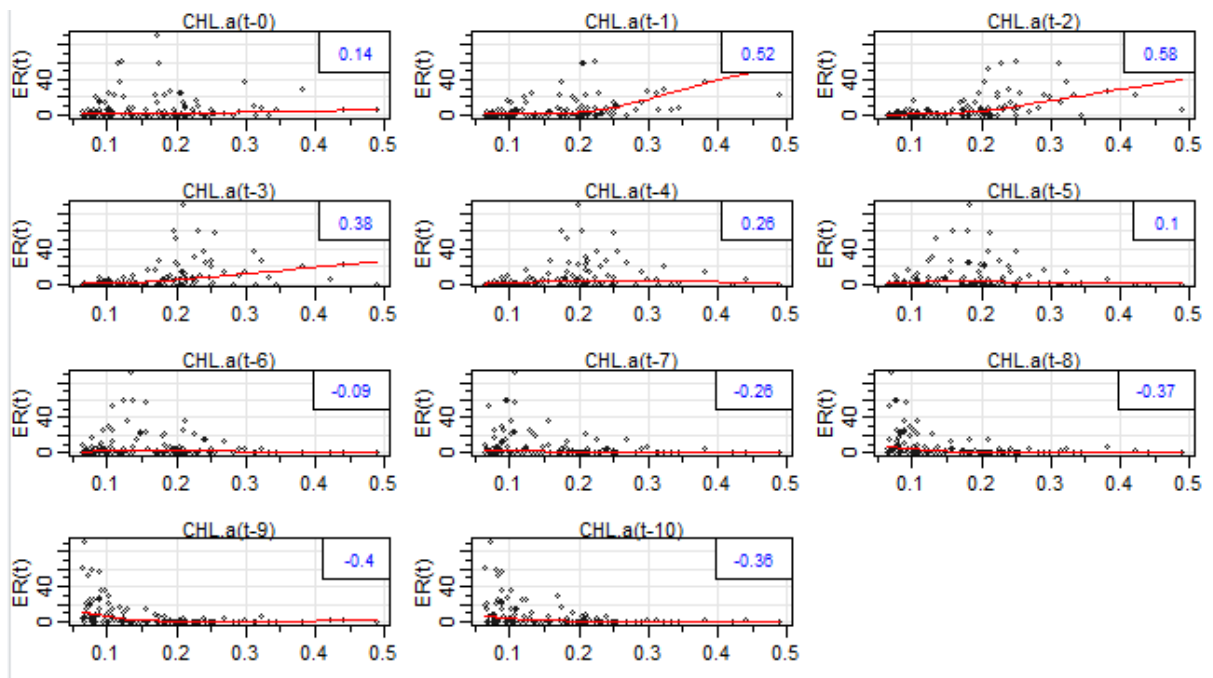 CHL.a(t-0) CHL.a(t-1) CHL.a(t-2)
0.14 0.52 0.58
ER(t) ER(t) ER(t)
40 40 40
0 0 0
0.1 0.2 0.3 0.4 0.5 0.1 0.2 0.3 0.4 0.5 0.1 0.2 0.3 0.4 0.5
CHL.a(t-3) CHL.a(t-4) CHL.a(t-5)
0.38 0.26 0.1
ER(t) ER(t) ER(t)
40 40 40
0 0 0
0.1 0.2 0.3 0.4 0.5 0.1 0.2 0.3 0.4 0.5 0.1 0.2 0.3 0.4 0.5
CHL.a(t-6) CHL.a(t-7) CHL.a(t-8)
-0.09 -0.26 -0.37
ER(t) ER(t) ER(t)
40 40 40
0 0 0
0.1 0.2 0.3 0.4 0.5 0.1 0.2 0.3 0.4 0.5 0.1 0.2 0.3 0.4 0.5
CHL.a(t-9) CHL.a(t-10)
-0.4 -0.36
ER(t) ER(t)
40 40
0 0
0.1 0.2 0.3 0.4 0.5 0.1 0.2 0.3 0.4 0.5